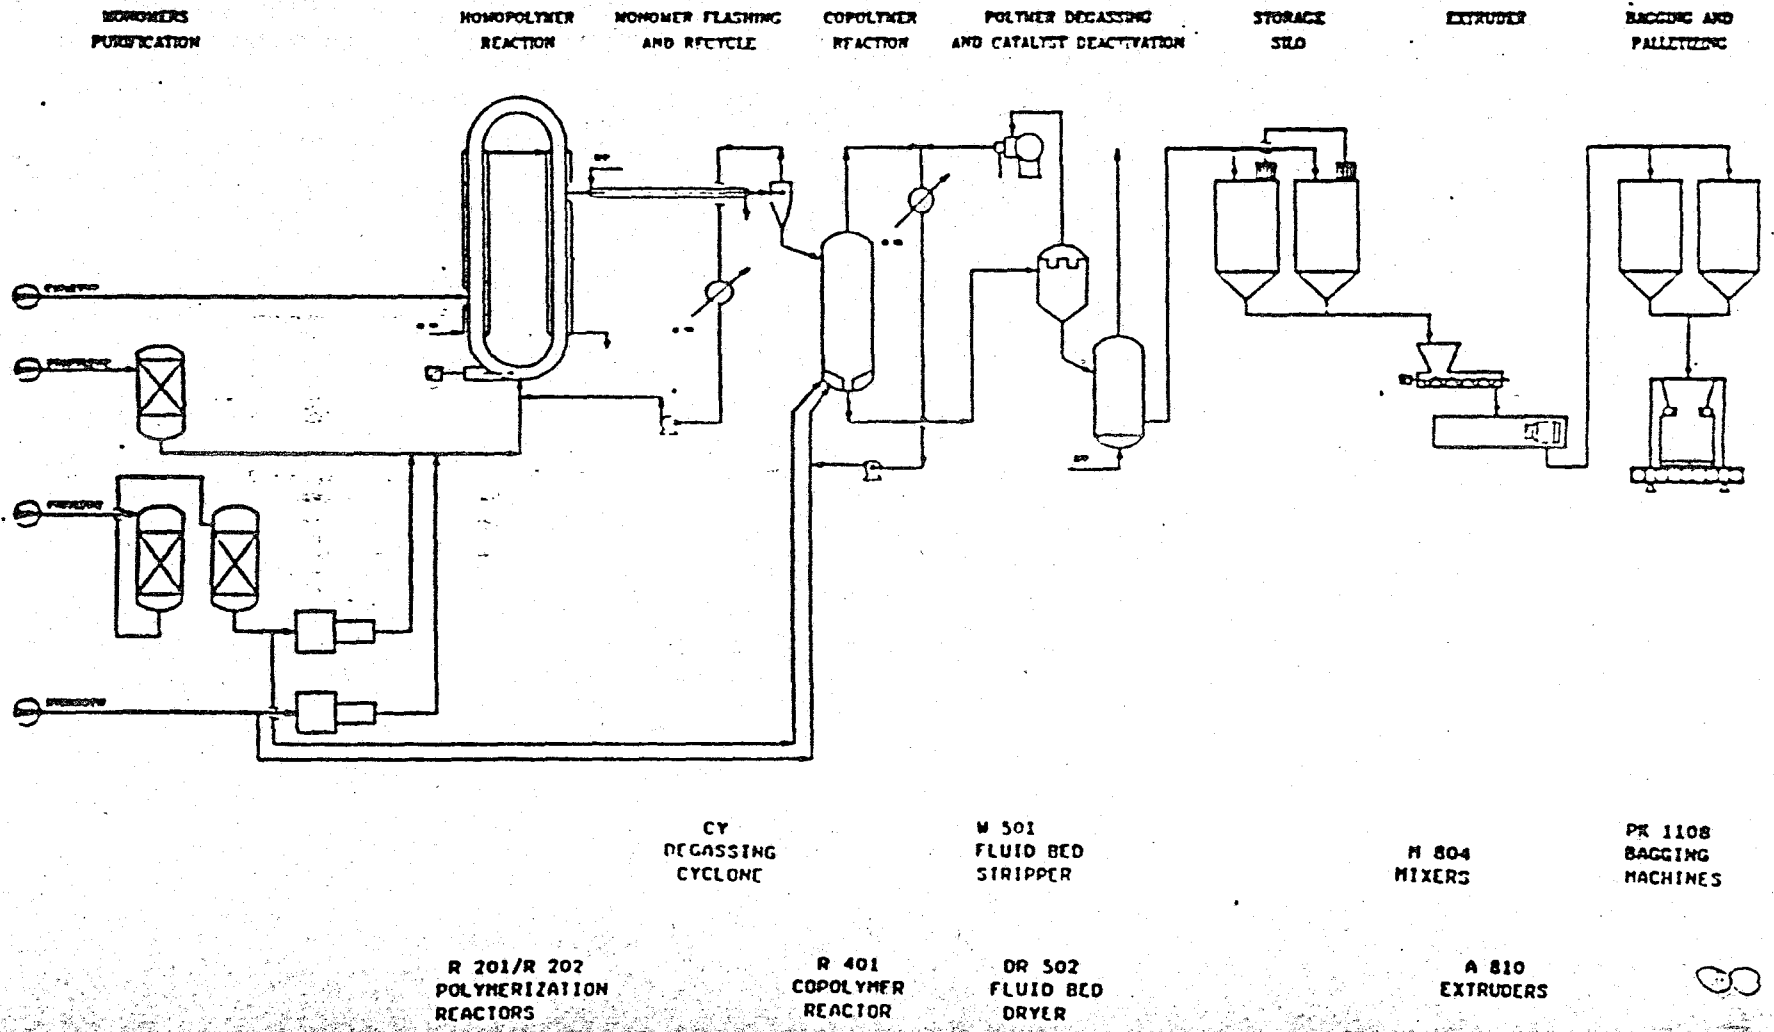 MONOMERS
PURIFICATION
HOMOPOLYMER
REACTION
MONOMER FLASHING
AND RECYCLE
COPOLYMER
REACTION
POLYMER DEGASSING
AND CATALYST DEACTIVATION
STORAGE
SILO
EXTRUDER
BAGGING AND
PALLETIZING
CY
DEGASSING
CYCLONE
W 501
FLUID BED
STRIPPER
M 804
MIXERS
PK 1108
BAGGING
MACHINES
R 201/R 202
POLYMERIZATION
REACTORS
R 401
COPOLYMER
REACTOR
DR 502
FLUID BED
DRYER
A 810
EXTRUDERS